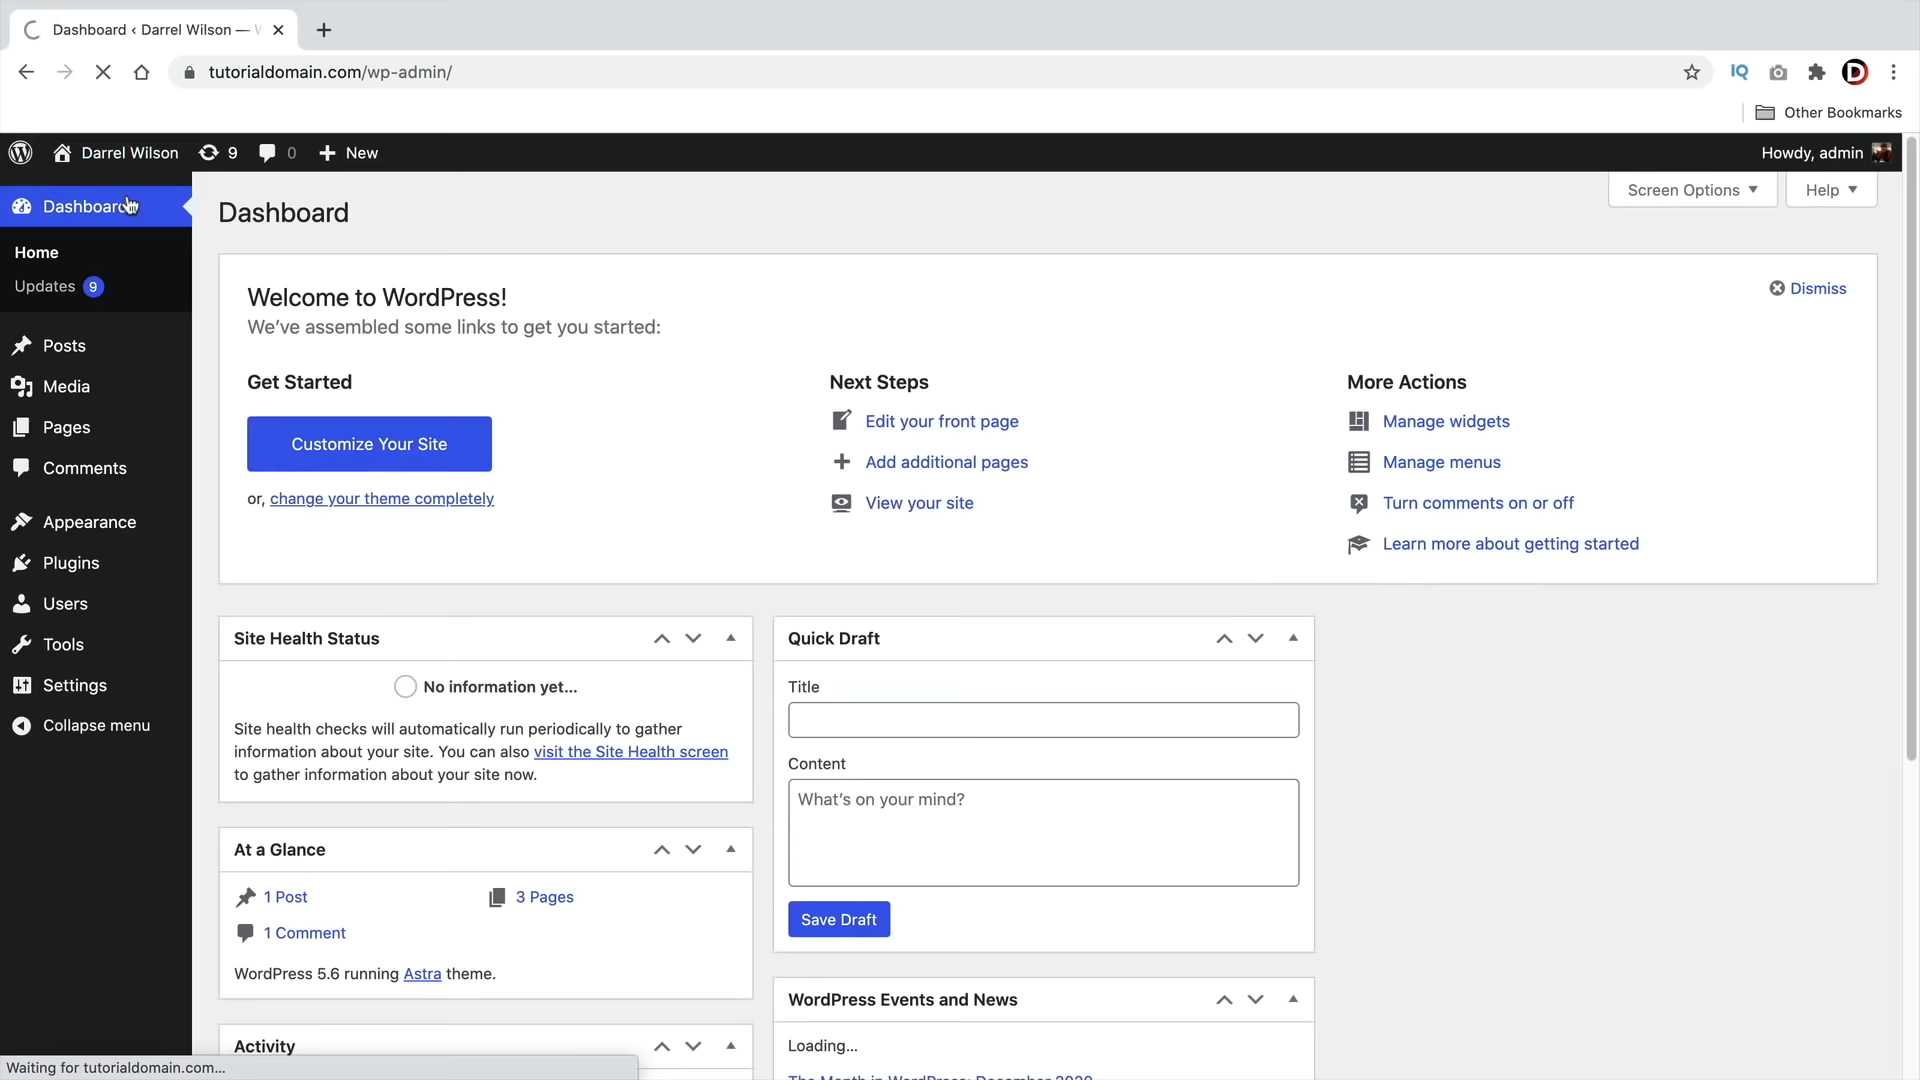 Dashboard ‹ Darrel Wilson —
tutorialdomain.com/wp-admin/
IQ
D
Other Bookmarks
Darrel Wilson 9 0 New
Howdy, admin
Dashboard
Home
Updates 9
Posts
Media
Pages
Comments
Appearance
Plugins
Users
Tools
Settings
Collapse menu
Dashboard
Screen Options
Help
Welcome to WordPress!
Dismiss
We've assembled some links to get you started:
Get Started
Customize Your Site
or, change your theme completely
Next Steps
Edit your front page
Add additional pages
View your site
More Actions
Manage widgets
Manage menus
Turn comments on or off
Learn more about getting started
Site Health Status
No information yet...
Site health checks will automatically run periodically to gather
information about your site. You can also visit the Site Health screen
to gather information about your site now.
At a Glance
1 Post
3 Pages
1 Comment
WordPress 5.6 running Astra theme.
Activity
Quick Draft
Title
Content
What's on your mind?
Save Draft
WordPress Events and News
Loading...
The Month in WordPress: December 2020
Waiting for tutorialdomain.com...